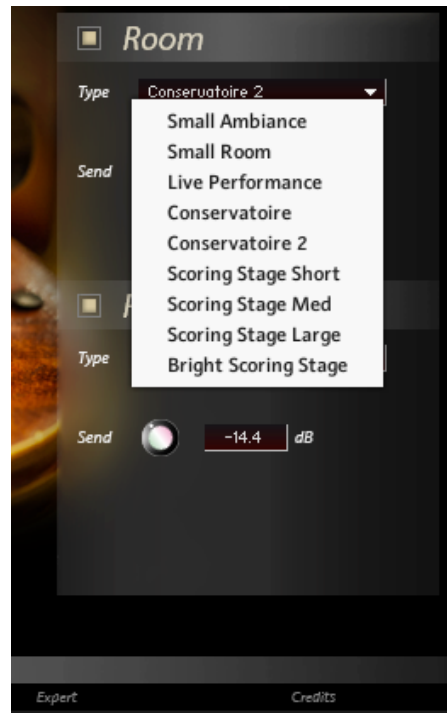 Room
Type Conservatoire 2
Small Ambiance
Small Room
Live Performance
Conservatoire
Conservatoire 2
Scoring Stage Short
Scoring Stage Med
Scoring Stage Large
Bright Scoring Stage
Send
Type
Send -14.4 dB
Expert Credits